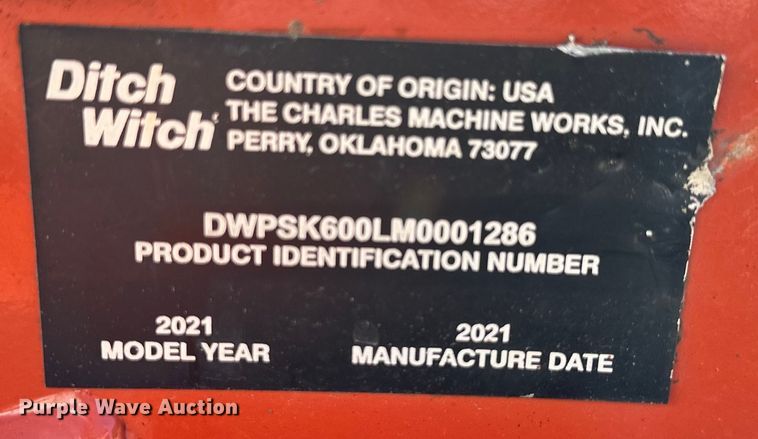 Ditch
Witch
COUNTRY OF ORIGIN: USA
THE CHARLES MACHINE WORKS, INC.
PERRY, OKLAHOMA 73077
DWPSK600LM0001286
PRODUCT IDENTIFICATION NUMBER
2021
MODEL YEAR
2021
MANUFACTURE DATE
Purple Wave Auction